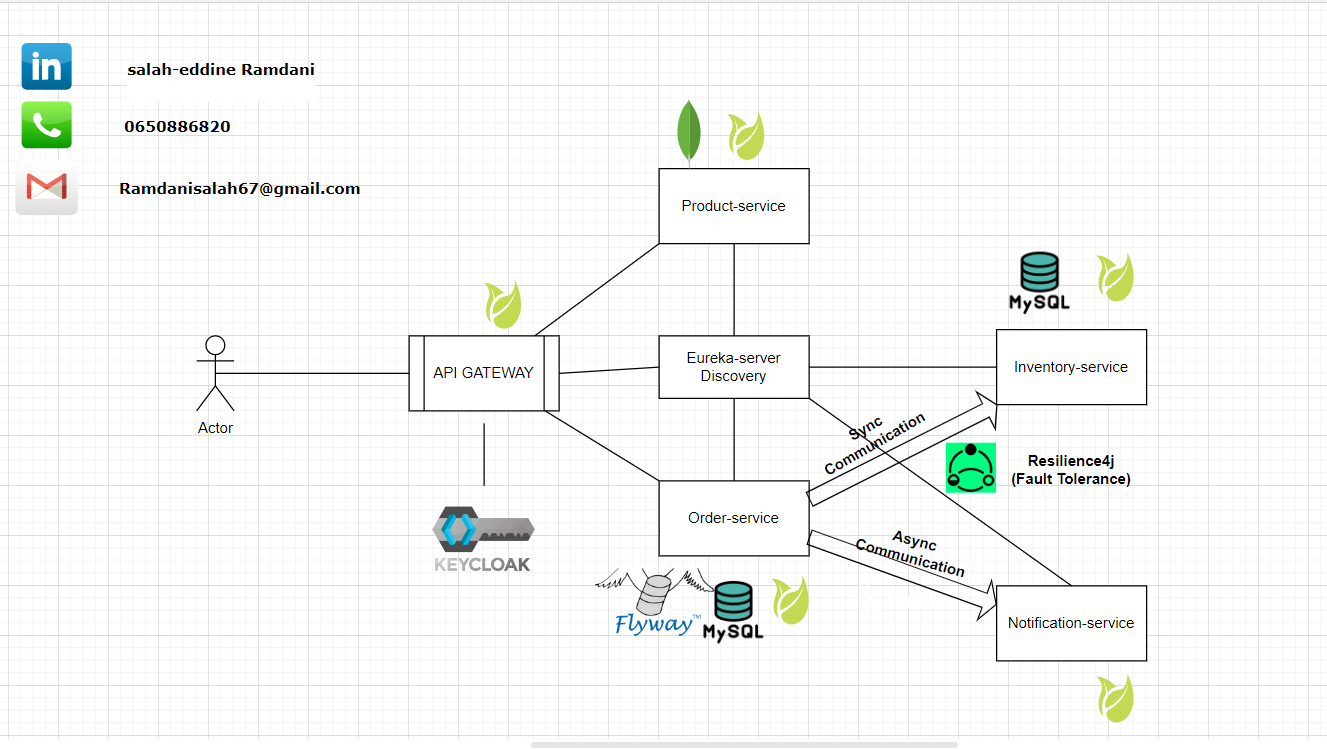 in
salah-eddine Ramdani
0650886820
Ramdanisalah67@gmail.com
Product-service
MySQL
API GATEWAY
Eureka-server
Discovery
Inventory-service
Actor
Sync
Communication
Resilience4j
(Fault Tolerance)
Order-service
Async
Communication
KEYCLOAK
Flyway™
MySQL
Notification-service